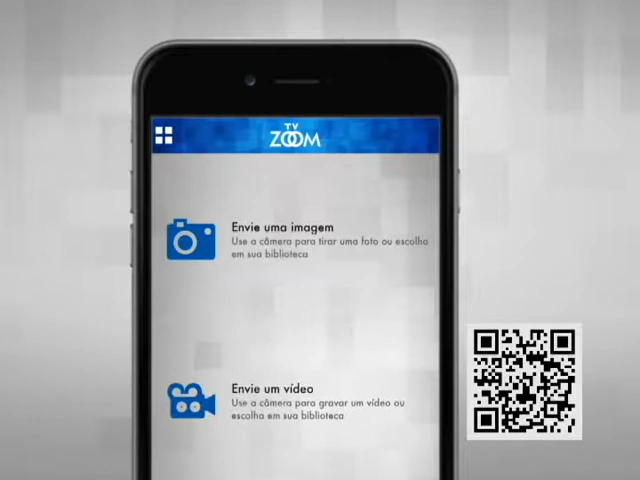 TV
ZOOM
Envie uma imagem
Use a câmera para tirar uma foto ou escolha
em sua biblioteca
Envie um vídeo
Use a câmera para gravar um vídeo ou
escolha em sua biblioteca